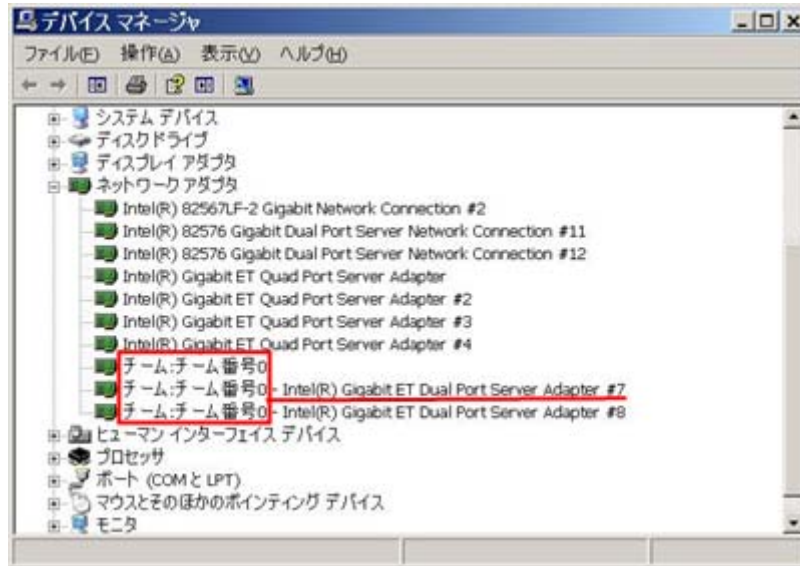 デバイス マネージャ
ファイル(F) 操作(A) 表示(V) ヘルプ(H)
システム デバイス
ディスクドライブ
ディスプレイ アダプタ
ネットワーク アダプタ
Intel(R) 82567LF-2 Gigabit Network Connection #2
Intel(R) 82576 Gigabit Dual Port Server Network Connection #11
Intel(R) 82576 Gigabit Dual Port Server Network Connection #12
Intel(R) Gigabit ET Quad Port Server Adapter
Intel(R) Gigabit ET Quad Port Server Adapter #2
Intel(R) Gigabit ET Quad Port Server Adapter #3
Intel(R) Gigabit ET Quad Port Server Adapter #4
チーム:チーム番号0
チーム:チーム番号0 - Intel(R) Gigabit ET Dual Port Server Adapter #7
チーム:チーム番号0 - Intel(R) Gigabit ET Dual Port Server Adapter #8
ヒューマン インターフェイス デバイス
プロセッサ
ポート (COM と LPT)
マウスとそのほかのポインティング デバイス
モニタ